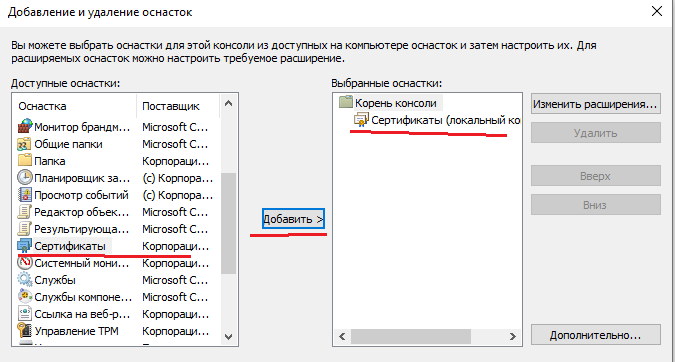 Добавление и удаление оснасток
Вы можете выбрать оснастки для этой консоли из доступных на компьютере оснасток и затем настроить их. Для
расширяемых оснасток можно настроить требуемое расширение.
Доступные оснастки:
Выбранные оснастки:
Оснастка Поставщик
Монитор брандм... Microsoft C...
Общие папки Microsoft C...
Папка Корпораци...
Планировщик за... (c) Корпора...
Просмотр событий (c) Корпора...
Редактор объек... Microsoft C...
Результирующа... Microsoft C...
Сертификаты Корпораци...
Системный мони... Корпораци...
Службы Microsoft C...
Службы компоне... Microsoft C...
Ссылка на веб-р... Корпораци...
Управление TPM Корпораци...
Добавить >
Корень консоли
Сертификаты (локальный ко
Изменить расширения...
Удалить
Вверх
Вниз
Дополнительно...